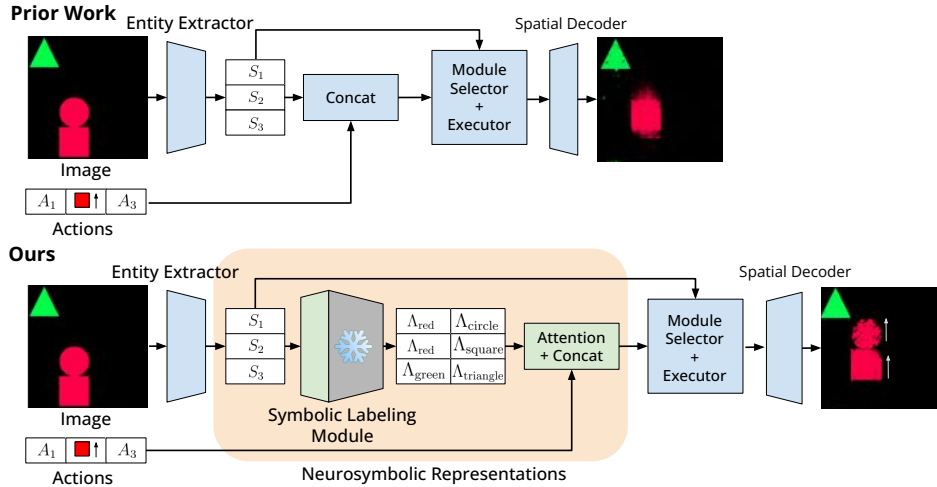 Prior Work
Entity Extractor
Spatial Decoder
S₁
S₂
S₃
Concat
Module
Selector
+
Executor
Image
A₁ A₃
Actions
Ours
Entity Extractor
Spatial Decoder
S₁
S₂
S₃
Λred Λcircle
Λred Λsquare
Λgreen Λtriangle
Attention
+ Concat
Module
Selector
+
Executor
Symbolic Labeling
Module
Image
A₁ A₃
Actions
Neurosymbolic Representations